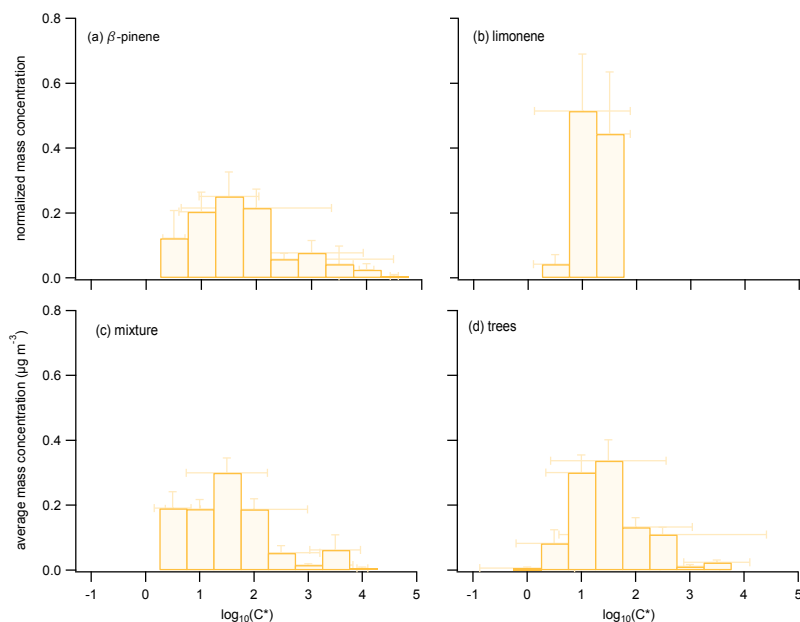 0.8
0.6
0.4
0.2
0.0
normalized mass concentration
(a) β-pinene
(b) limonene
0.8
0.6
0.4
0.2
0.0
average mass concentration (µg m⁻³)
(c) mixture
(d) trees
-1 0 1 2 3 4 5
log₁₀(C*)
-1 0 1 2 3 4 5
log₁₀(C*)